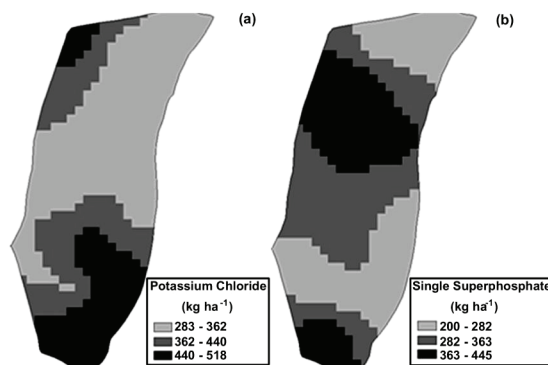 (a)
(b)
Potassium Chloride
(kg ha⁻¹)
283 - 362
362 - 440
440 - 518
Single Superphosphate
(kg ha⁻¹)
200 - 282
282 - 363
363 - 445